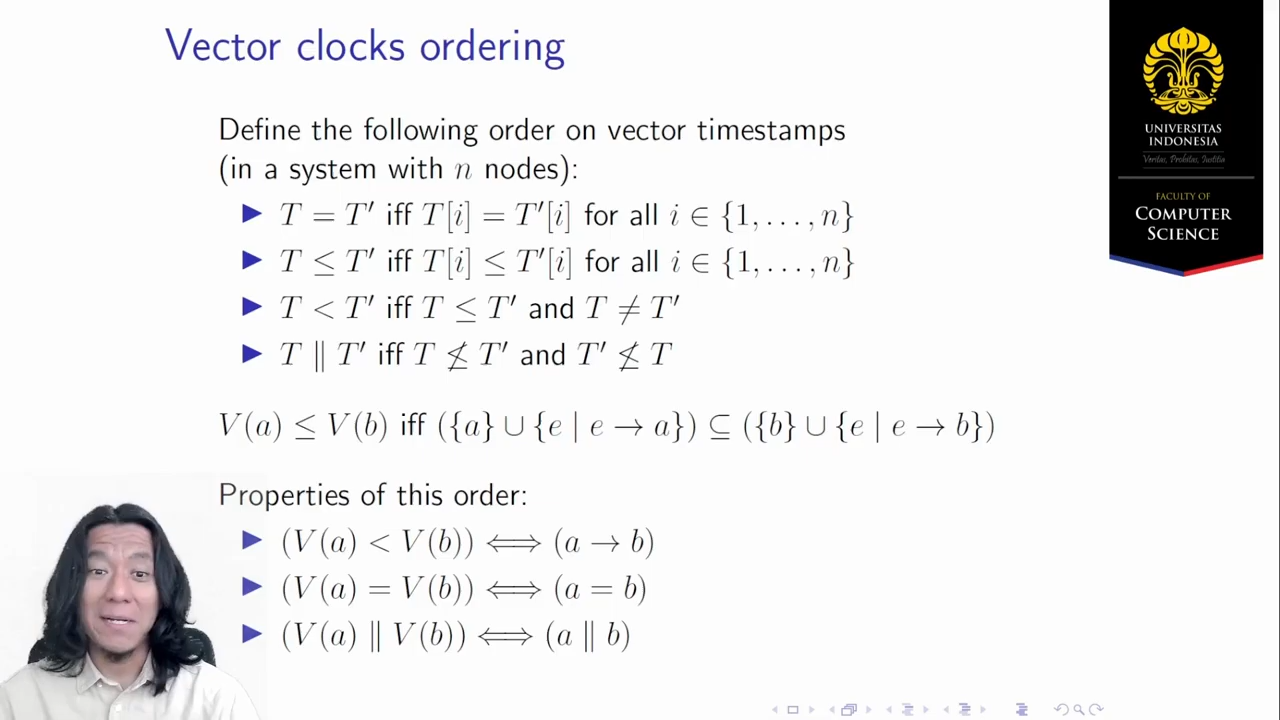 Vector clocks ordering
Define the following order on vector timestamps
(in a system with n nodes):
▶ T = T′ iff T[i] = T′[i] for all i ∈ {1, . . . , n}
▶ T ≤ T′ iff T[i] ≤ T′[i] for all i ∈ {1, . . . , n}
▶ T < T′ iff T ≤ T′ and T ≠ T′
▶ T ∥ T′ iff T ≰ T′ and T′ ≰ T
V(a) ≤ V(b) iff ({a} ∪ {e | e → a}) ⊆ ({b} ∪ {e | e → b})
Properties of this order:
▶ (V(a) < V(b)) ⟺ (a → b)
▶ (V(a) = V(b)) ⟺ (a = b)
▶ (V(a) ∥ V(b)) ⟺ (a ∥ b)
UNIVERSITAS
INDONESIA
Veritas, Probitas, Iustitia
FACULTY OF
COMPUTER
SCIENCE